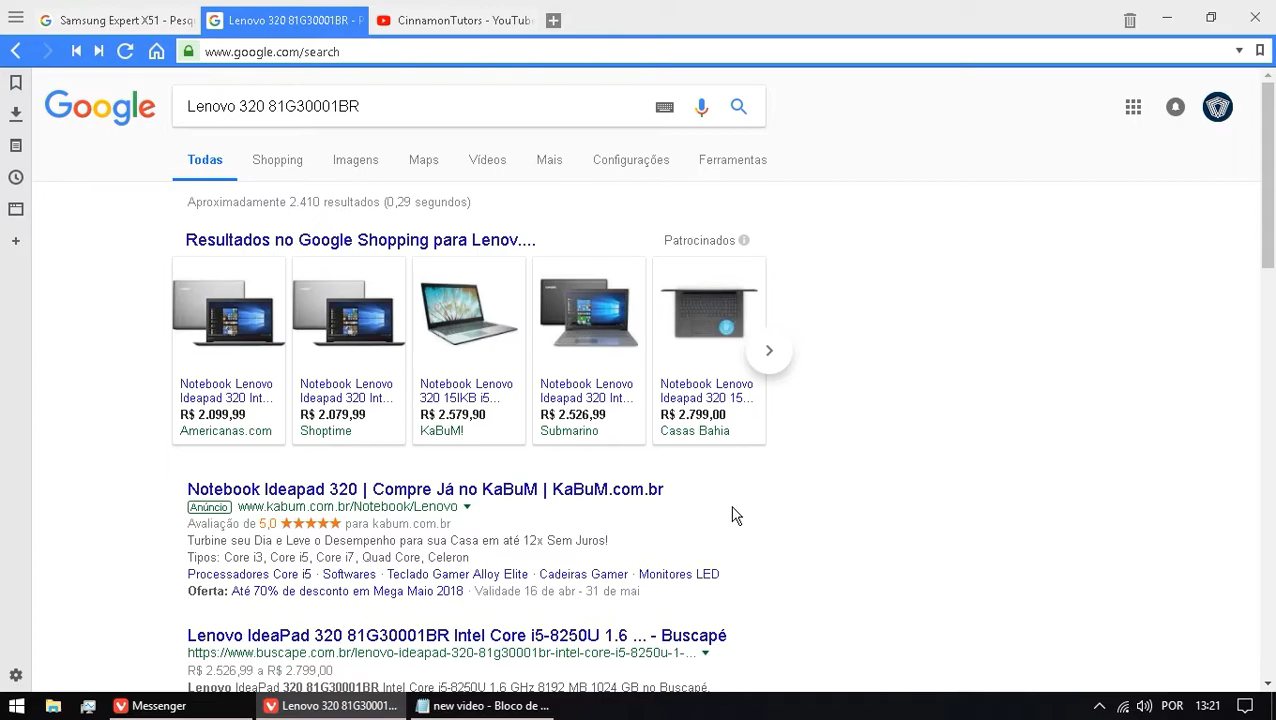 Samsung Expert X51 - Pesq
Lenovo 320 81G30001BR - P
CinnamonTutors - YouTube
www.google.com/search
Google
Lenovo 320 81G30001BR
Todas
Shopping
Imagens
Maps
Vídeos
Mais
Configurações
Ferramentas
Aproximadamente 2.410 resultados (0,29 segundos)
Resultados no Google Shopping para Lenov....
Patrocinados
Notebook Lenovo
Ideapad 320 Int...
R$ 2.099,99
Americanas.com
Notebook Lenovo
Ideapad 320 Int...
R$ 2.079,99
Shoptime
Notebook Lenovo
320 15IKB i5...
R$ 2.579,90
KaBuM!
Notebook Lenovo
Ideapad 320 Int...
R$ 2.526,99
Submarino
Notebook Lenovo
Ideapad 320 15...
R$ 2.799,00
Casas Bahia
Notebook Ideapad 320 | Compre Já no KaBuM | KaBuM.com.br
Anúncio www.kabum.com.br/Notebook/Lenovo
Avaliação de 5,0 ★★★★★ para kabum.com.br
Turbine seu Dia e Leve o Desempenho para sua Casa em até 12x Sem Juros!
Tipos: Core i3, Core i5, Core i7, Quad Core, Celeron
Processadores Core i5 · Softwares · Teclado Gamer Alloy Elite · Cadeiras Gamer · Monitores LED
Oferta: Até 70% de desconto em Mega Maio 2018 · Validade 16 de abr - 31 de mai
Lenovo IdeaPad 320 81G30001BR Intel Core i5-8250U 1.6 ... - Buscapé
https://www.buscape.com.br/lenovo-ideapad-320-81g30001br-intel-core-i5-8250u-1-...
R$ 2.526,99 a R$ 2.799,00
Lenovo IdeaPad 320 81G30001BR Intel Core i5-8250U 1.6 GHz 8192 MB 1024 GB no Buscapé.
Messenger
Lenovo 320 81G30001...
new video - Bloco de ...
POR
13:21